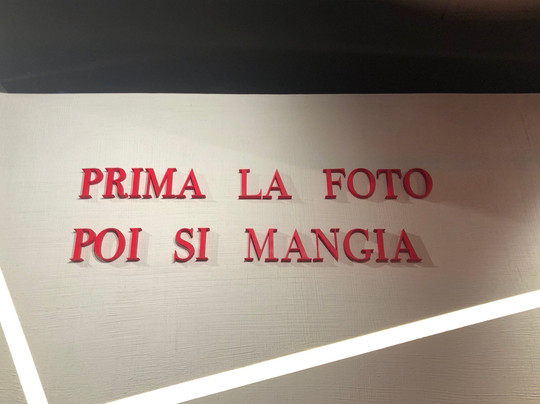 PRIMA LA FOTO
POI SI MANGIA